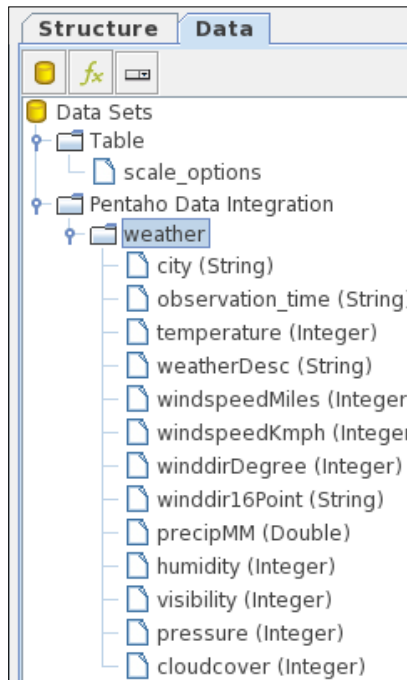 Structure Data
fx
Data Sets
Table
scale_options
Pentaho Data Integration
weather
city (String)
observation_time (String)
temperature (Integer)
weatherDesc (String)
windspeedMiles (Integer
windspeedKmph (Integer
winddirDegree (Integer)
winddir16Point (String)
precipMM (Double)
humidity (Integer)
visibility (Integer)
pressure (Integer)
cloudcover (Integer)